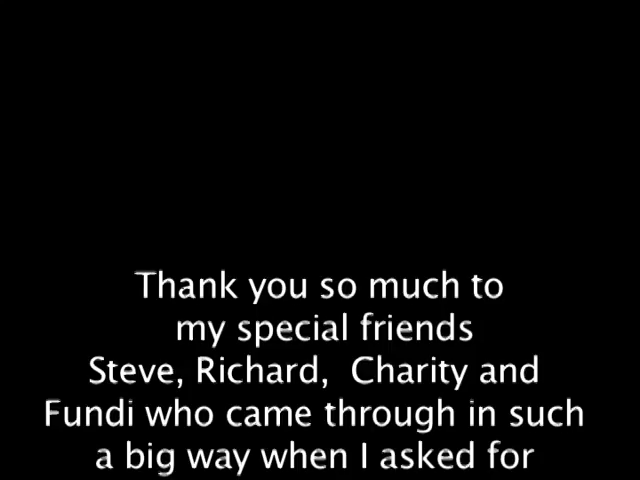 Thank you so much to
my special friends
Steve, Richard,  Charity and
Fundi who came through in such
a big way when I asked for